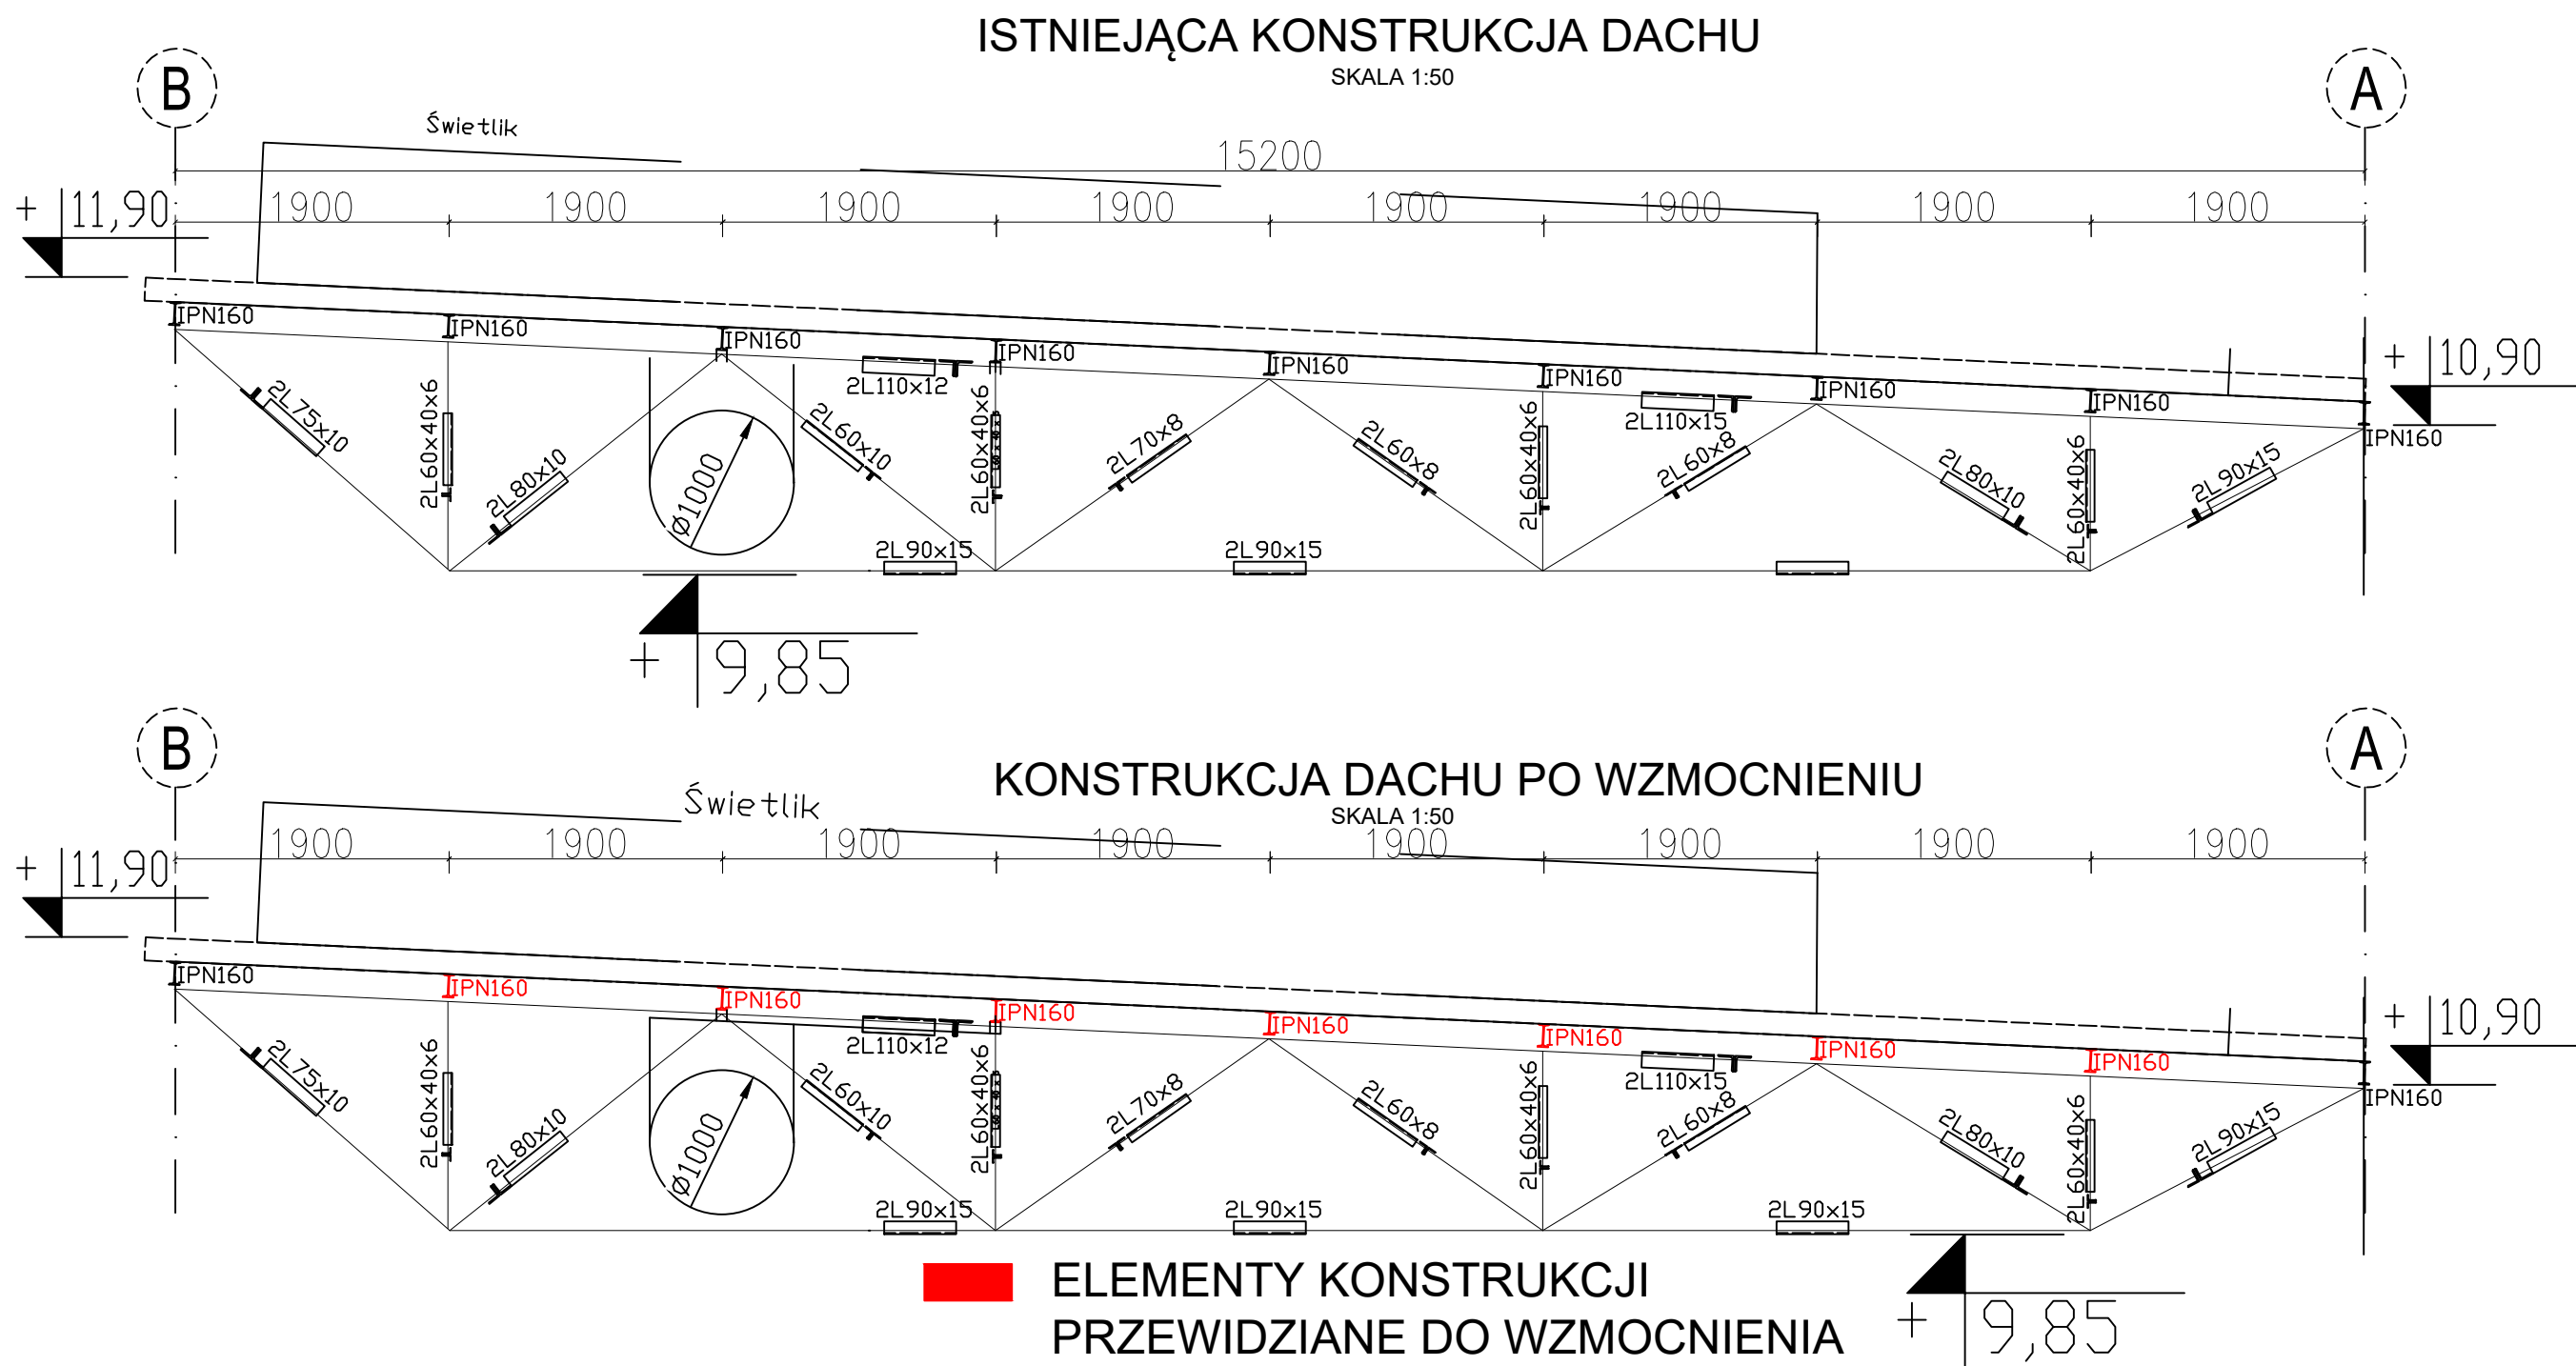 ISTNIEJĄCA KONSTRUKCJA DACHU
SKALA 1:50
B
A
Świetlik
15200
1900 1900 1900 1900 1900 1900 1900 1900
+ 11,90
+ 10,90
IPN160 IPN160 IPN160 IPN160 IPN160 IPN160 IPN160 IPN160 IPN160
2L75x10
2L60x40x6
2L80x10
Ø1000
2L60x10
2L110x12
2L60x40x6
2L70x8
2L60x8
2L60x40x6
2L110x15
2L60x8
2L80x10
2L60x40x6
2L90x15
2L90x15 2L90x15
+ 9,85
B
A
KONSTRUKCJA DACHU PO WZMOCNIENIU
SKALA 1:50
Świetlik
1900 1900 1900 1900 1900 1900 1900 1900
+ 11,90
+ 10,90
IPN160 IPN160 IPN160 IPN160 IPN160 IPN160 IPN160 IPN160 IPN160
2L75x10
2L60x40x6
2L80x10
Ø1000
2L60x10
2L110x12
2L60x40x6
2L70x8
2L60x8
2L60x40x6
2L110x15
2L60x8
2L80x10
2L60x40x6
2L90x15
2L90x15 2L90x15 2L90x15
ELEMENTY KONSTRUKCJI
PRZEWIDZIANE DO WZMOCNIENIA
+ 9,85